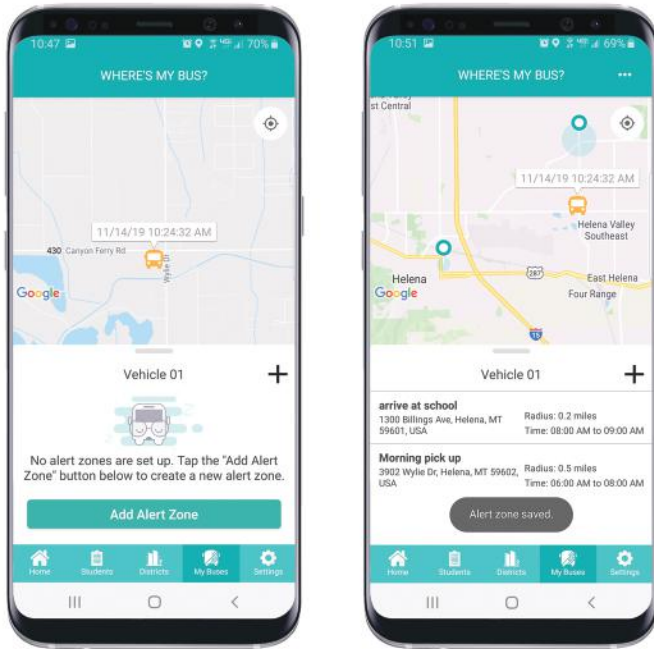 10:47
70%
WHERE'S MY BUS?
11/14/19 10:24:32 AM
430 Canyon Ferry Rd
Wylie Dr
Google
Vehicle 01
No alert zones are set up. Tap the "Add Alert
Zone" button below to create a new alert zone.
Add Alert Zone
Home Students Districts My Buses Settings
10:51
69%
WHERE'S MY BUS?
st Central
11/14/19 10:24:32 AM
Helena Valley
Southeast
287
Helena
East Helena
Google
Four Range
15
Vehicle 01
arrive at school
1300 Billings Ave, Helena, MT
59601, USA
Radius: 0.2 miles
Time: 08:00 AM to 09:00 AM
Morning pick up
3902 Wylie Dr, Helena, MT 59602,
USA
Radius: 0.5 miles
Time: 06:00 AM to 08:00 AM
Alert zone saved.
Home Students Districts My Buses Settings